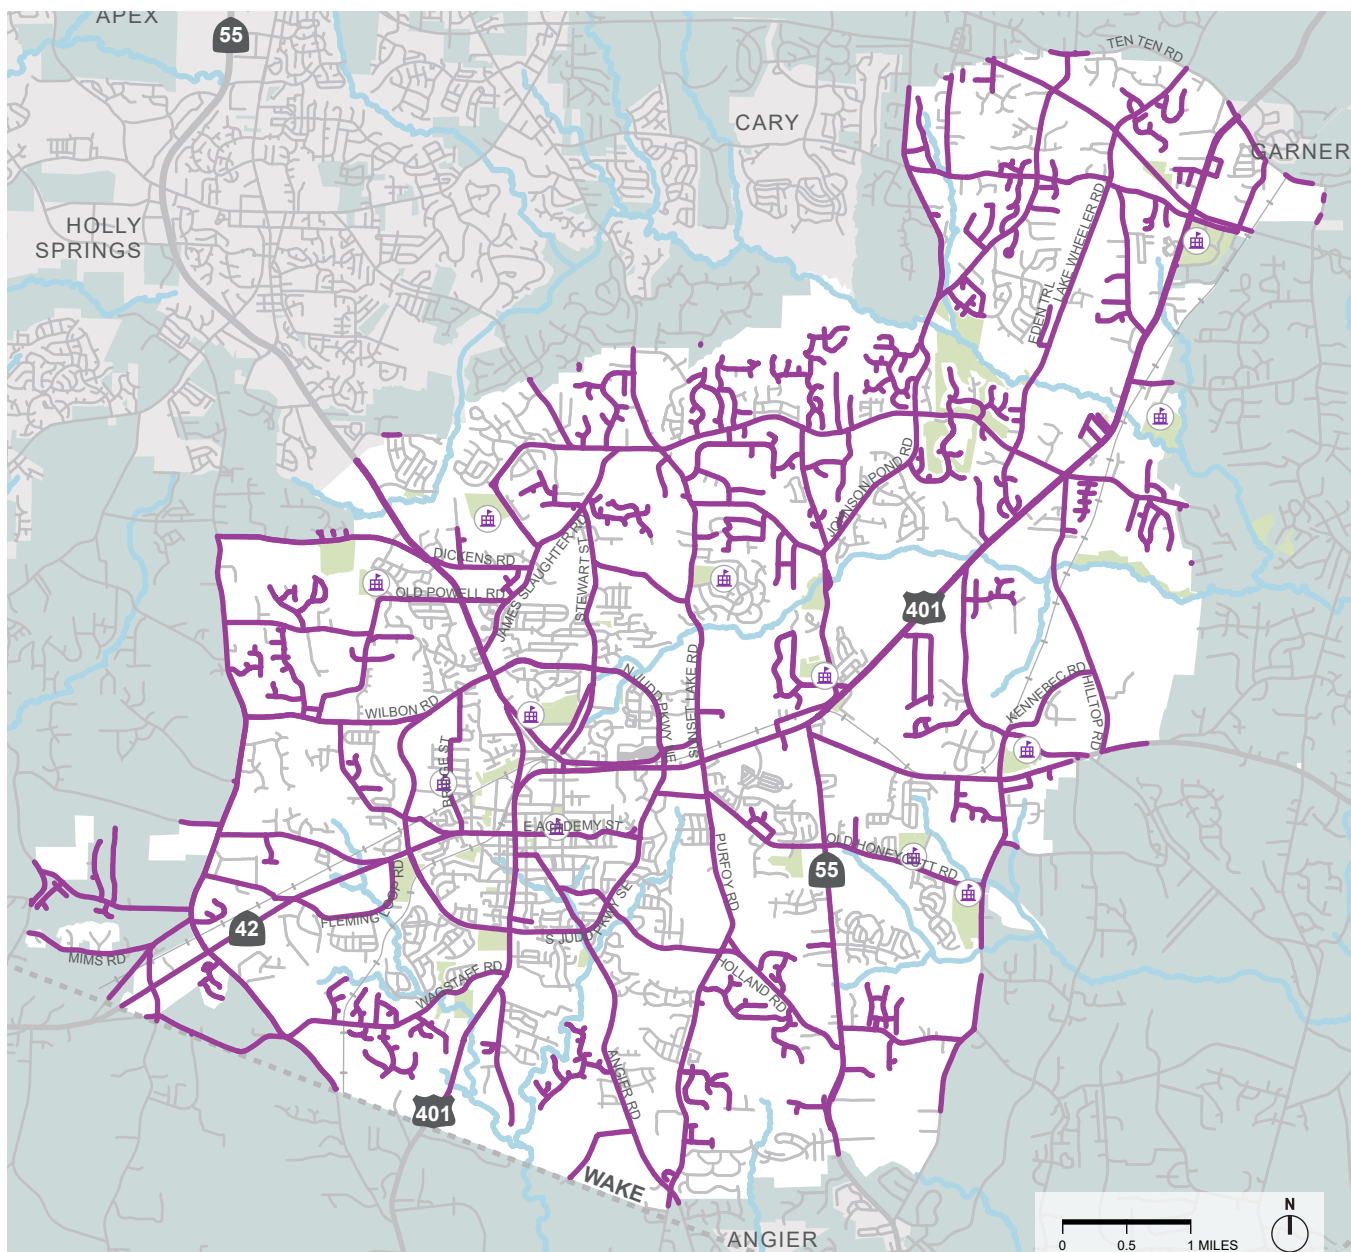 APEX
55
TEN TEN RD
CARY
GARNER
HOLLY
SPRINGS
LAKE WHEELER RD
EDEN TRL
JOHNSON POND RD
DICKENS RD
JAMES SLAUGHTER RD
STEWART ST
OLD POWELL RD
401
N JUDD PKWY NE
SUNSET LAKE RD
KENNEBEC RD
HILLTOP RD
WILBON RD
BRIDGE ST
E ACADEMY ST
OLD HONEYCUTT RD
PURFOY RD
55
FLEMING LOOP RD
42
S JUDD PKWY SE
MIMS RD
WAGSTAFF RD
HOLLAND RD
ANGIER RD
401
WAKE
ANGIER
N
0 0.5 1 MILES